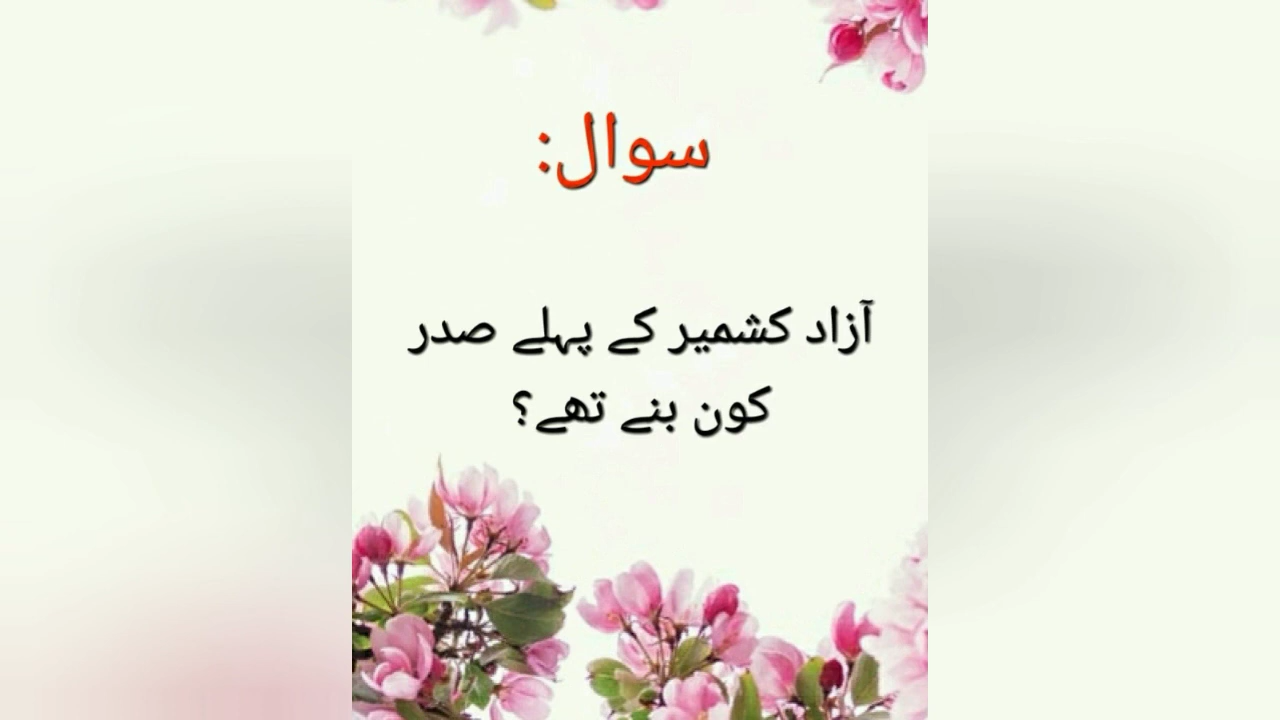 سوال:
آزاد کشمیر کے پہلے صدر
کون بنے تھے؟